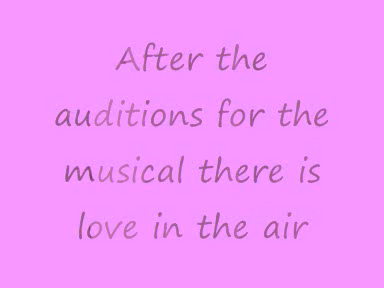 After the
auditions for the
musical there is
love in the air